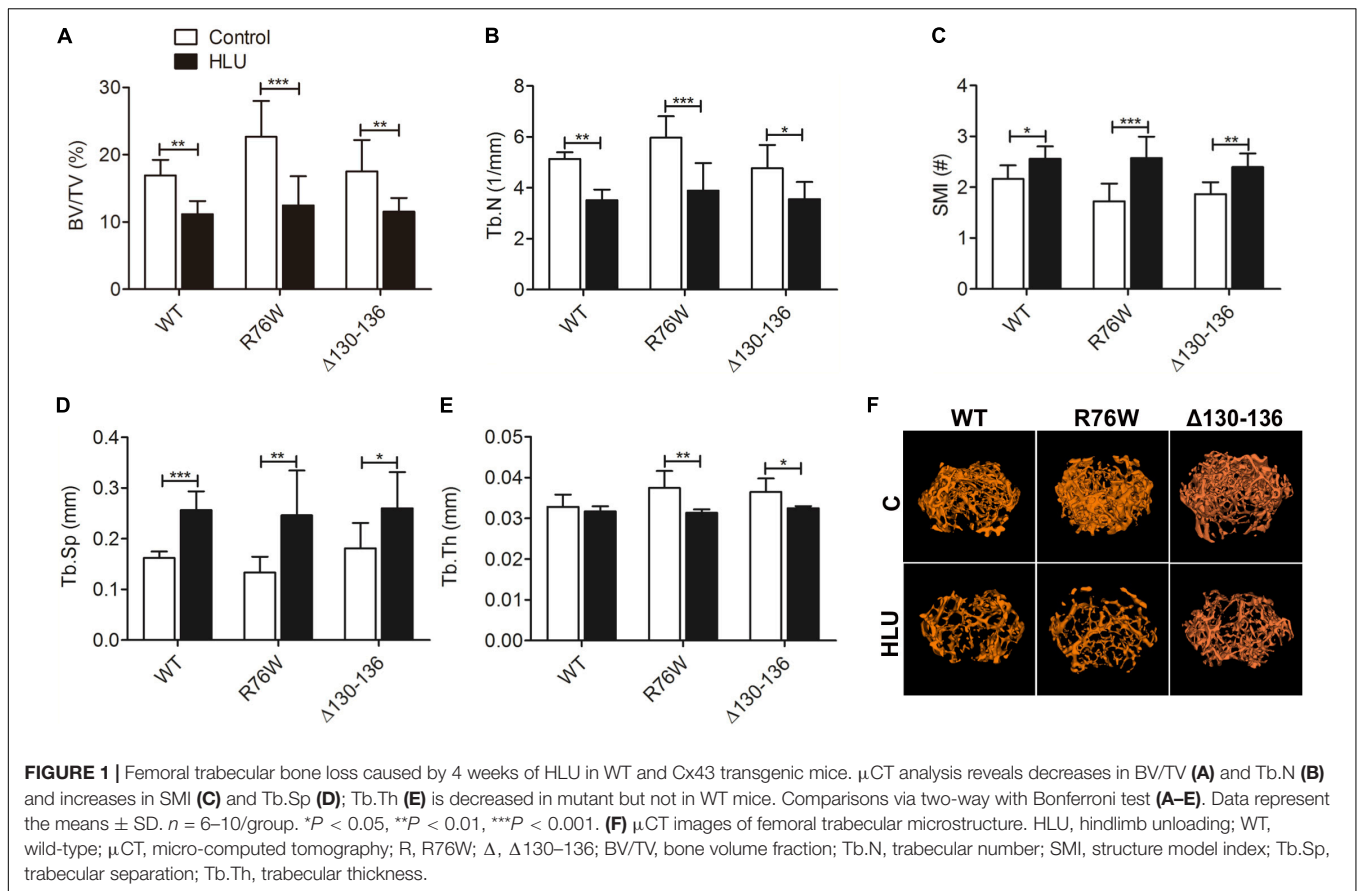 A
Control
HLU
BV/TV (%)
30
20
10
0
**
***
**
WT
R76W
Δ130-136
B
Tb.N (1/mm)
8
6
4
2
0
**
***
*
WT
R76W
Δ130-136
C
SMI (#)
4
3
2
1
0
*
***
**
WT
R76W
Δ130-136
D
Tb.Sp (mm)
0.4
0.3
0.2
0.1
0.0
***
**
*
WT
R76W
Δ130-136
E
Tb.Th (mm)
0.05
0.04
0.03
0.02
0.01
0.00
**
*
WT
R76W
Δ130-136
F
WT R76W Δ130-136
C
HLU
FIGURE 1 | Femoral trabecular bone loss caused by 4 weeks of HLU in WT and Cx43 transgenic mice. μCT analysis reveals decreases in BV/TV (A) and Tb.N (B)
and increases in SMI (C) and Tb.Sp (D); Tb.Th (E) is decreased in mutant but not in WT mice. Comparisons via two-way with Bonferroni test (A–E). Data represent
the means ± SD. n = 6–10/group. *P < 0.05, **P < 0.01, ***P < 0.001. (F) μCT images of femoral trabecular microstructure. HLU, hindlimb unloading; WT,
wild-type; μCT, micro-computed tomography; R, R76W; Δ, Δ130–136; BV/TV, bone volume fraction; Tb.N, trabecular number; SMI, structure model index; Tb.Sp,
trabecular separation; Tb.Th, trabecular thickness.